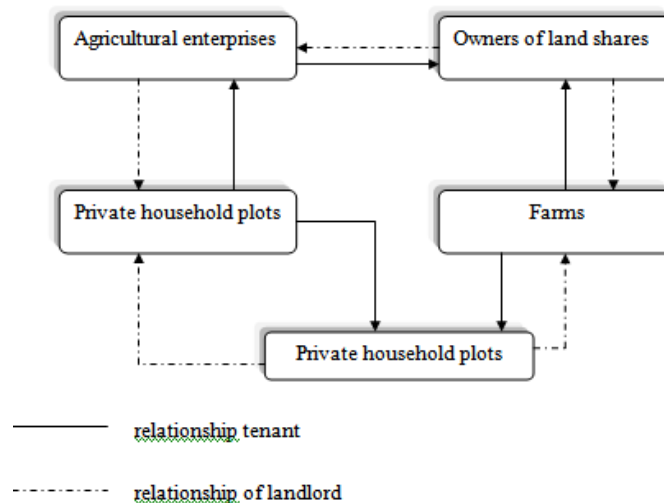 Agricultural enterprises
Owners of land shares
Private household plots
Farms
Private household plots
relationship tenant
relationship of landlord